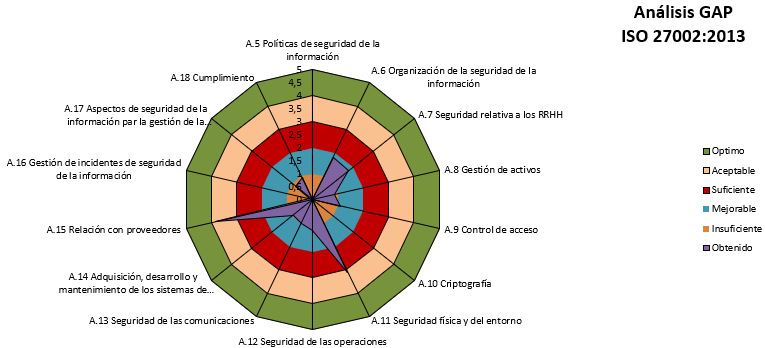 Análisis GAP
ISO 27002:2013
A.5 Políticas de seguridad de la
información
A.6 Organización de la seguridad de la
información
A.7 Seguridad relativa a los RRHH
A.8 Gestión de activos
A.9 Control de acceso
A.10 Criptografía
A.11 Seguridad física y del entorno
A.12 Seguridad de las operaciones
A.13 Seguridad de las comunicaciones
A.14 Adquisición, desarrollo y
mantenimiento de los sistemas de...
A.15 Relación con proveedores
A.16 Gestión de incidentes de seguridad
de la información
A.17 Aspectos de seguridad de la
información par la gestión de la...
A.18 Cumplimiento
5
4,5
4
3,5
3
2,5
2
1,5
1
0,5
0
Optimo
Aceptable
Suficiente
Mejorable
Insuficiente
Obtenido